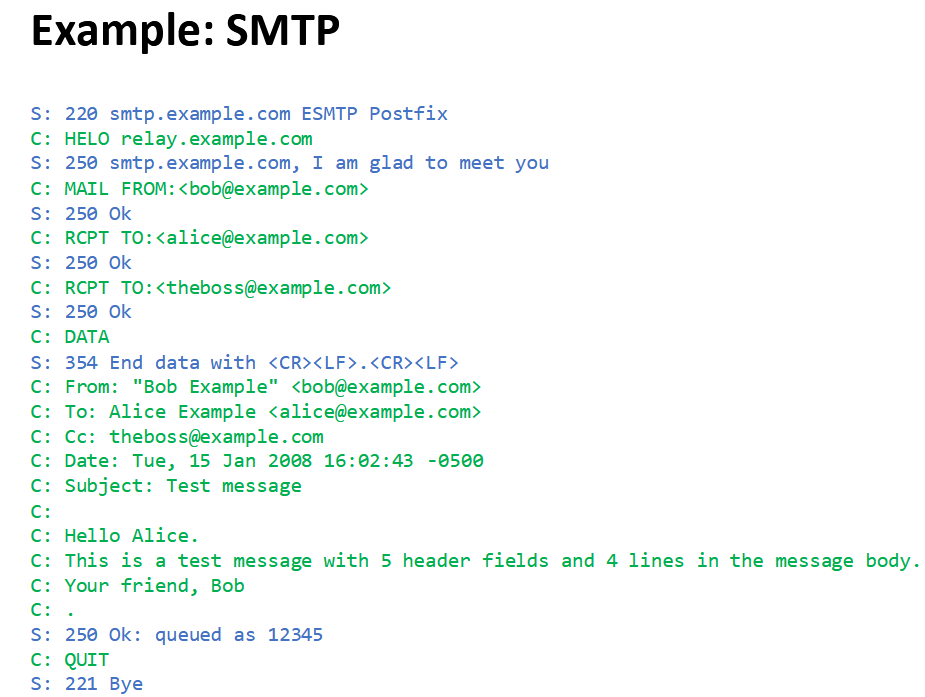 Example: SMTP
S: 220 smtp.example.com ESMTP Postfix
C: HELO relay.example.com
S: 250 smtp.example.com, I am glad to meet you
C: MAIL FROM:<bob@example.com>
S: 250 Ok
C: RCPT TO:<alice@example.com>
S: 250 Ok
C: RCPT TO:<theboss@example.com>
S: 250 Ok
C: DATA
S: 354 End data with <CR><LF>.<CR><LF>
C: From: "Bob Example" <bob@example.com>
C: To: Alice Example <alice@example.com>
C: Cc: theboss@example.com
C: Date: Tue, 15 Jan 2008 16:02:43 -0500
C: Subject: Test message
C:
C: Hello Alice.
C: This is a test message with 5 header fields and 4 lines in the message body.
C: Your friend, Bob
C: .
S: 250 Ok: queued as 12345
C: QUIT
S: 221 Bye